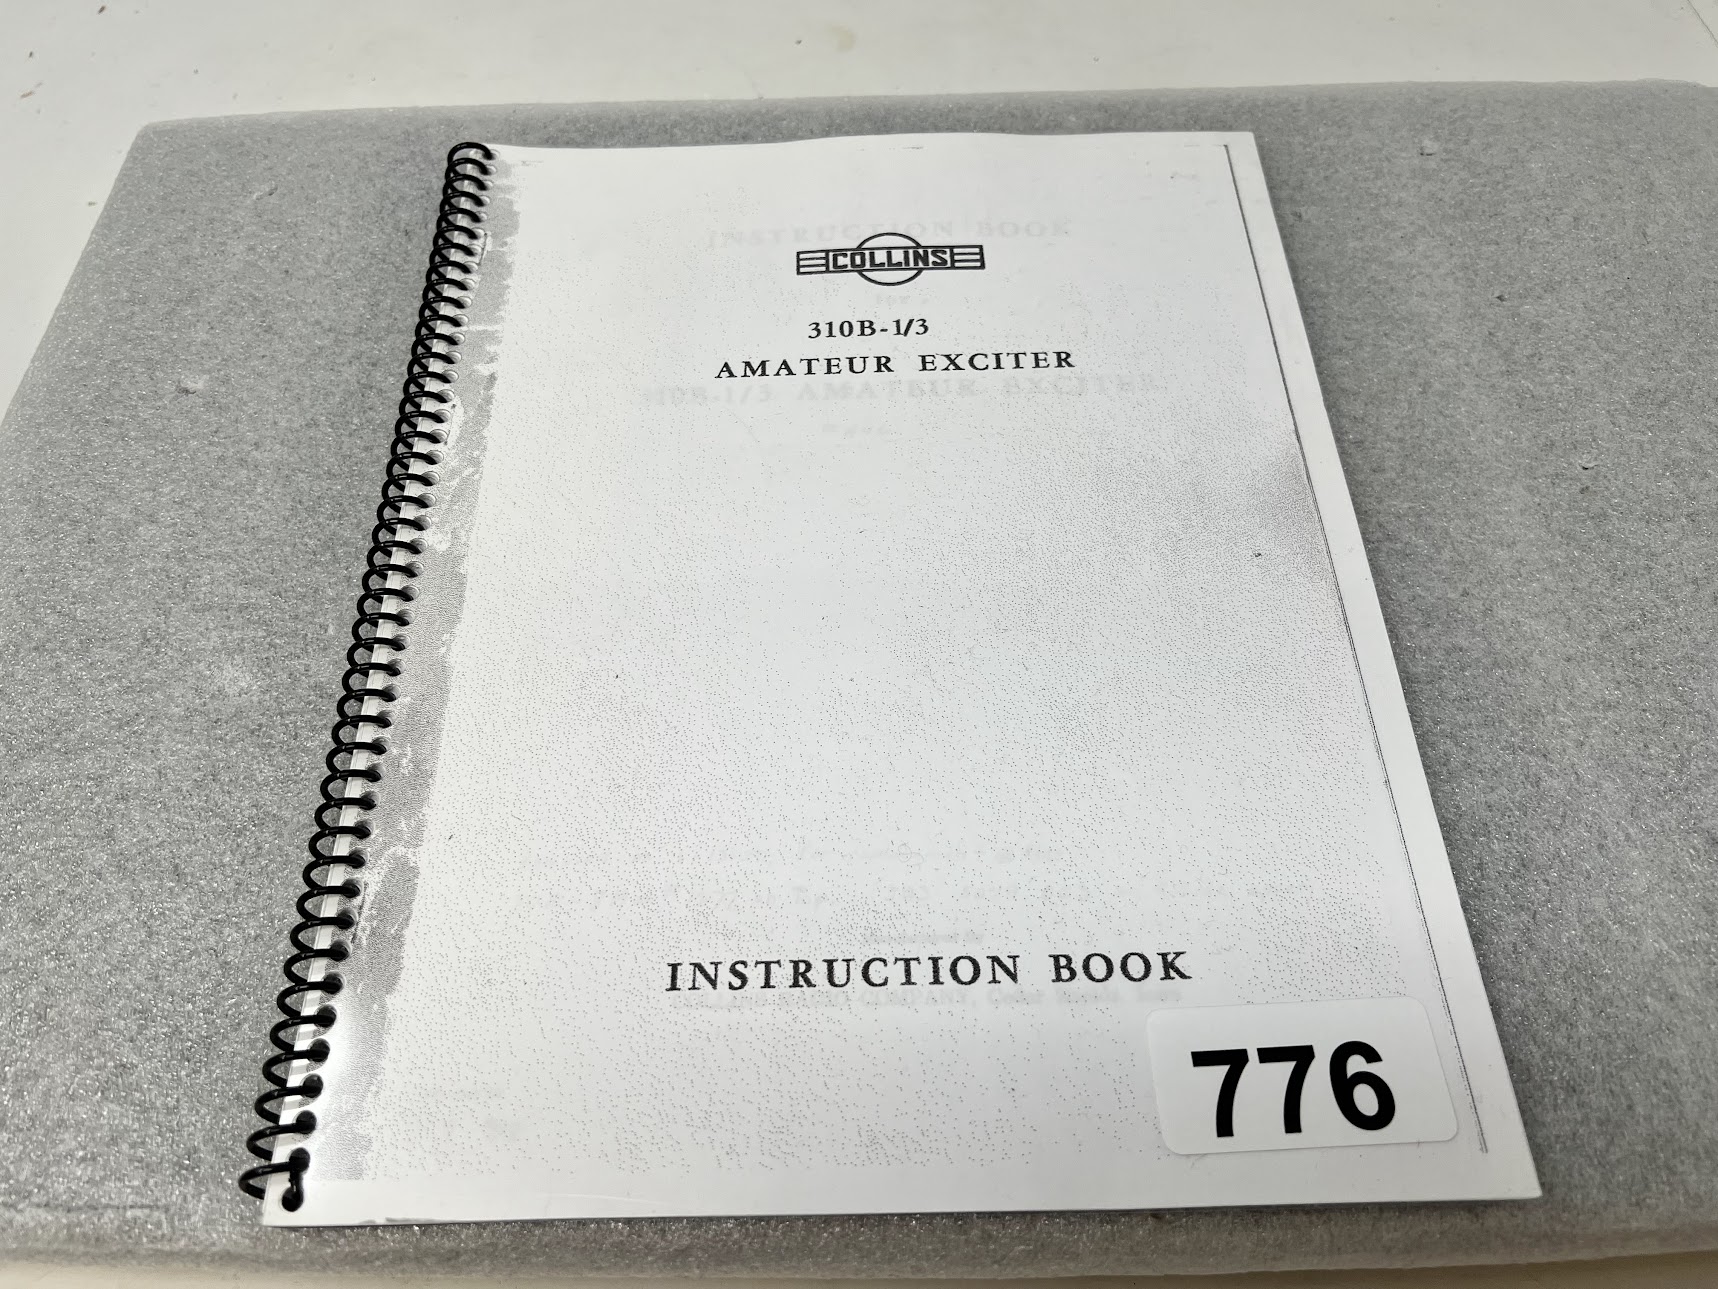 COLLINS
310B-1/3
AMATEUR EXCITER
INSTRUCTION BOOK
776